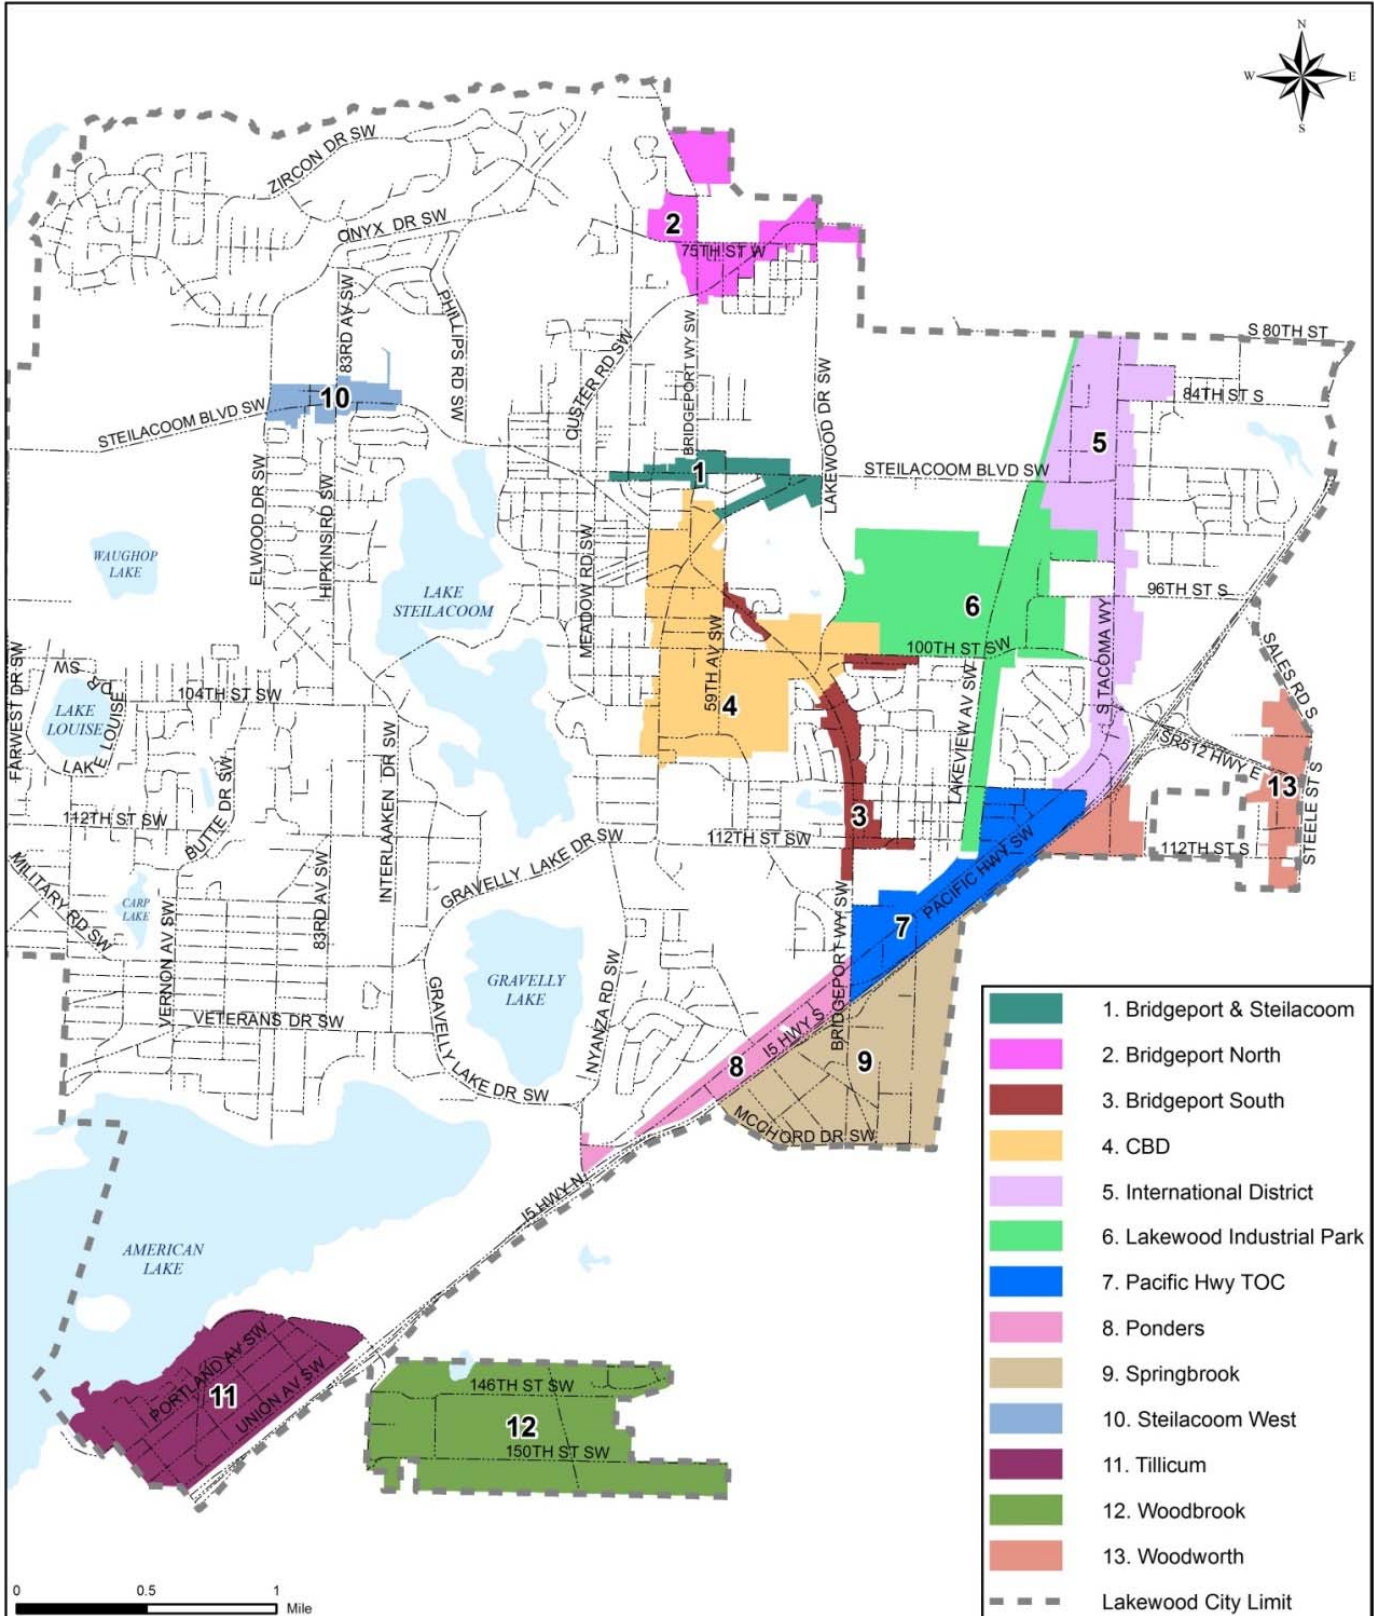 N
W E
S
ZIRCON DR SW
ONYX DR SW
2
75TH ST W
83RD AV SW
PHILLIPS RD SW
CUSTER RD SW
BRIDGEPORT WY SW
LAKEWOOD DR SW
S 80TH ST
84TH ST S
10
STEILACOOM BLVD SW
5
1
STEILACOOM BLVD SW
ELWOOD DR SW
HIPKINS RD SW
MEADOW RD SW
WAUGHOP
LAKE
LAKE
STEILACOOM
6
96TH ST S
100TH ST SW
S TACOMA WY
SALES RD S
FARWEST DR SW
DR SW
LAKE
LOUISE
LAKE LOUISE
104TH ST SW
59TH AV SW
4
LAKEVIEW AV SW
SR512 HWY E
13
STEELE ST S
INTERLAAKEN DR SW
BUTTE DR SW
112TH ST SW
3
112TH ST SW
112TH ST S
GRAVELLY LAKE DR SW
PACIFIC HWY SW
MILITARY RD SW
CARP
LAKE
VERNON AV SW
83RD AV SW
7
BRIDGEPORT WY SW
GRAVELLY
LAKE
NYANZA RD SW
VETERANS DR SW
GRAVELLY LAKE DR SW
I5 HWY S
8
9
MCCHORD DR SW
I5 HWY N
AMERICAN
LAKE
PORTLAND AV SW
11
UNION AV SW
146TH ST SW
12
150TH ST SW
1. Bridgeport & Steilacoom
2. Bridgeport North
3. Bridgeport South
4. CBD
5. International District
6. Lakewood Industrial Park
7. Pacific Hwy TOC
8. Ponders
9. Springbrook
10. Steilacoom West
11. Tillicum
12. Woodbrook
13. Woodworth
Lakewood City Limit
0 0.5 1
Mile